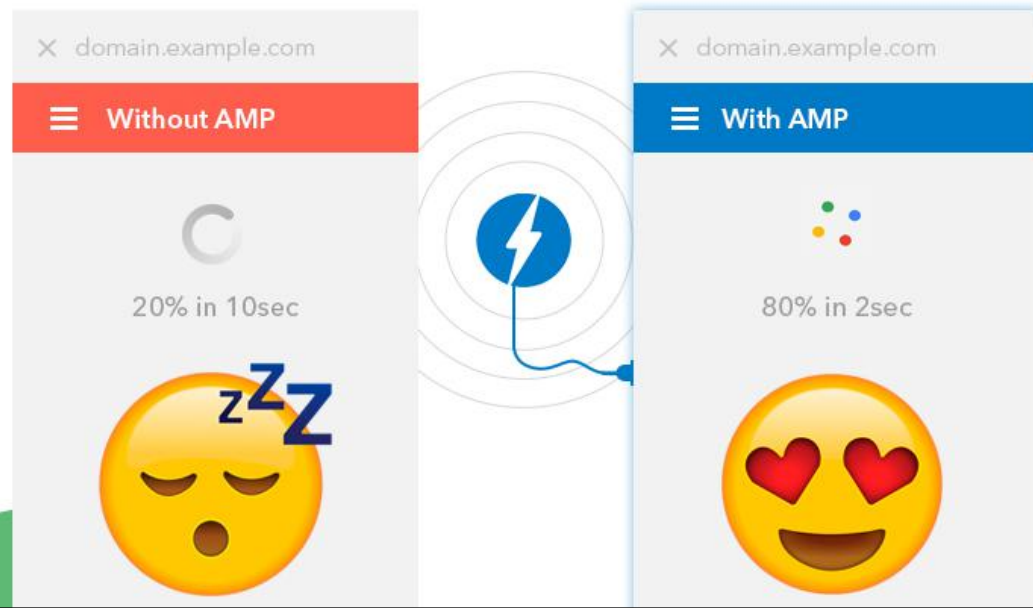 × domain.example.com
Without AMP
20% in 10sec
z z z
× domain.example.com
With AMP
80% in 2sec